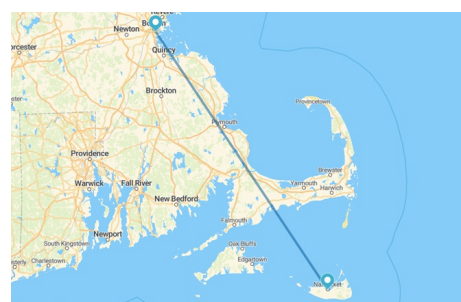 Newton
Quincy
Brockton
Provincetown
Plymouth
Providence
Brewster
Warwick
Fall River
Yarmouth
Harwich
New Bedford
Newport
Falmouth
South Kingstown
Oak Bluffs
Charlestown
Edgartown